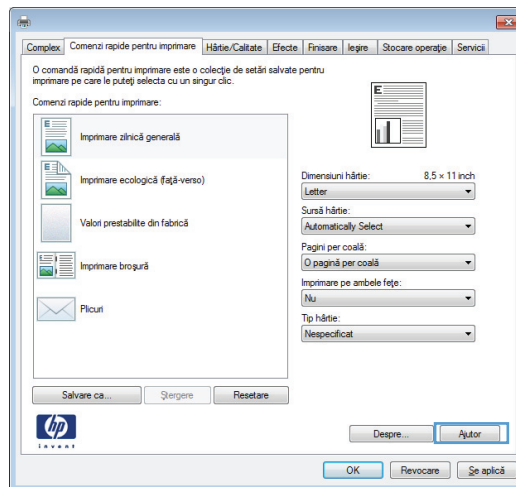 Complex Comenzi rapide pentru imprimare Hârtie/Calitate Efecte Finisare Ieşire Stocare operaţie Servicii
O comandă rapidă pentru imprimare este o colecţie de setări salvate pentru
imprimare pe care le puteţi selecta cu un singur clic.
Comenzi rapide pentru imprimare:
Imprimare zilnică generală
Imprimare ecologică (faţă-verso)
Valori prestabilite din fabrică
Imprimare broşură
Plicuri
Salvare ca...
Ştergere
Resetare
E
Dimensiuni hârtie: 8,5 × 11 inch
Letter
Sursă hârtie:
Automatically Select
Pagini per coală:
O pagină per coală
Imprimare pe ambele feţe:
Nu
Tip hârtie:
Nespecificat
hp
invent
Despre...
Ajutor
OK
Revocare
Se aplică